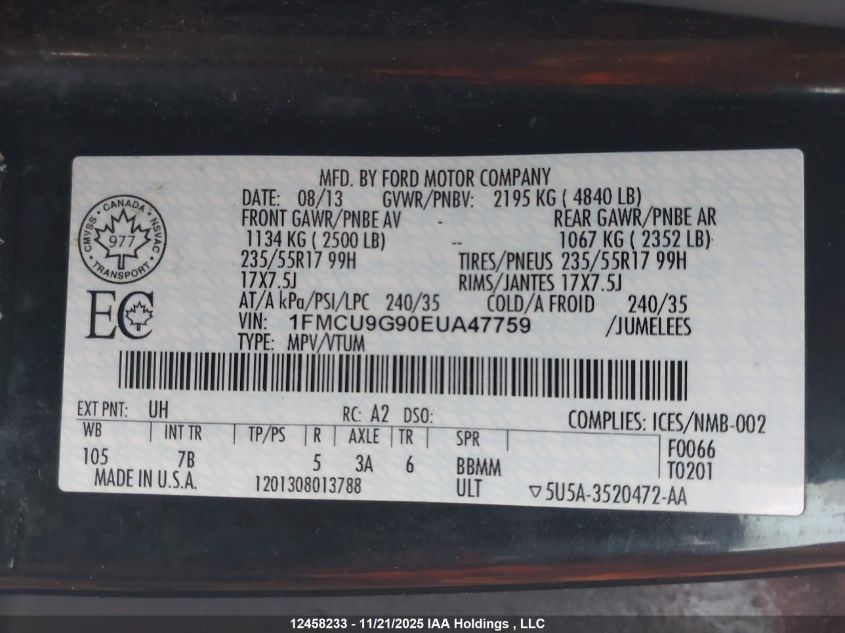 MFD. BY FORD MOTOR COMPANY
DATE: 08/13 GVWR/PNBV: 2195 KG ( 4840 LB)
FRONT GAWR/PNBE AV REAR GAWR/PNBE AR
1134 KG ( 2500 LB) -- 1067 KG ( 2352 LB)
235/55R17 99H TIRES/PNEUS 235/55R17 99H
17X7.5J RIMS/JANTES 17X7.5J
AT/A kPa/PSI/LPC 240/35 COLD/A FROID 240/35
VIN: 1FMCU9G90EUA47759 /JUMELEES
TYPE: MPV/VTUM
CMVSS · CANADA · NSVAC
977
TRANSPORT
EC
EXT PNT: UH RC: A2 DSO: COMPLIES: ICES/NMB-002
WB INT TR TP/PS R AXLE TR SPR F0066
105 7B 5 3A 6 BBMM T0201
MADE IN U.S.A. 1201308013788 ULT ▽5U5A-3520472-AA
12458233 - 11/21/2025 IAA Holdings , LLC